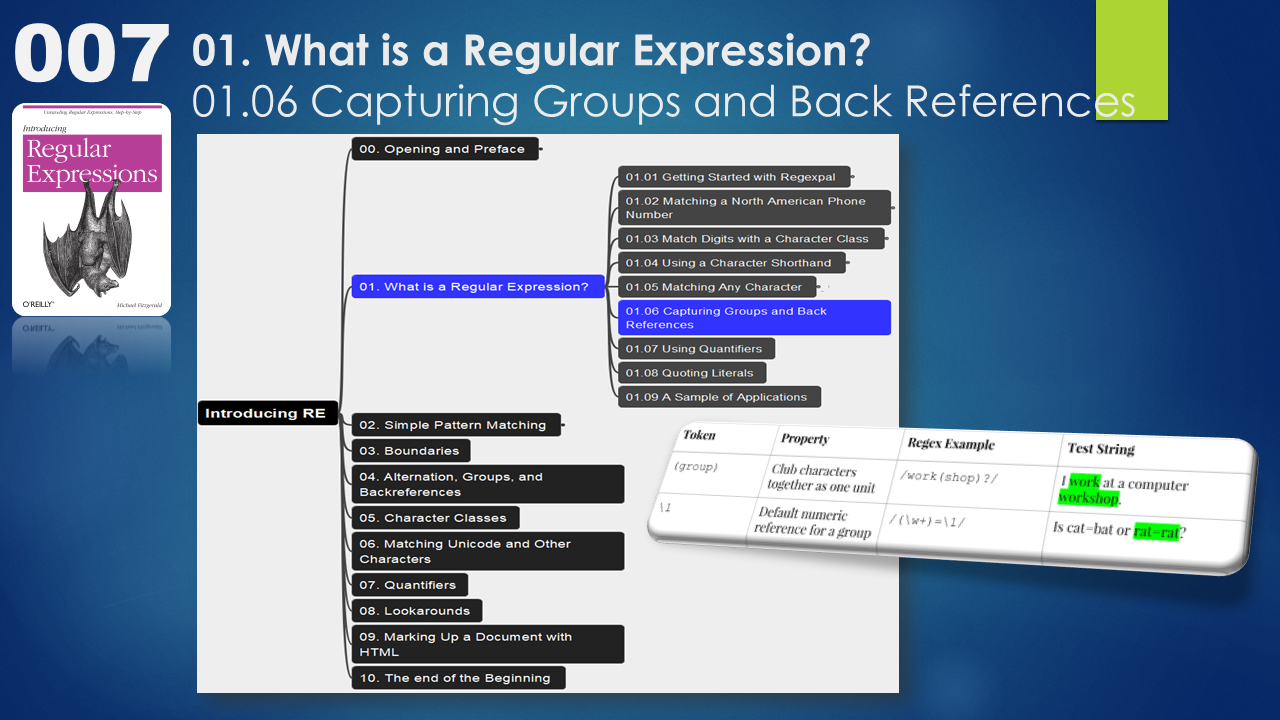 007
01. What is a Regular Expression?
01.06 Capturing Groups and Back References
Unraveling Regular Expressions, Step-by-Step
Introducing
Regular
Expressions
O'REILLY®
Michael Fitzgerald
00. Opening and Preface
01.01 Getting Started with Regexpal
01.02 Matching a North American Phone
Number
01.03 Match Digits with a Character Class
01.04 Using a Character Shorthand
01. What is a Regular Expression?
01.05 Matching Any Character
01.06 Capturing Groups and Back
References
01.07 Using Quantifiers
01.08 Quoting Literals
01.09 A Sample of Applications
Introducing RE
02. Simple Pattern Matching
03. Boundaries
04. Alternation, Groups, and
Backreferences
05. Character Classes
06. Matching Unicode and Other
Characters
07. Quantifiers
08. Lookarounds
09. Marking Up a Document with
HTML
10. The end of the Beginning
Token Property Regex Example Test String
(group) Club characters /work(shop)?/ I work at a computer
together as one unit workshop.
\1 Default numeric /(\w+)=\1/ Is cat=bat or rat=rat?
reference for a group